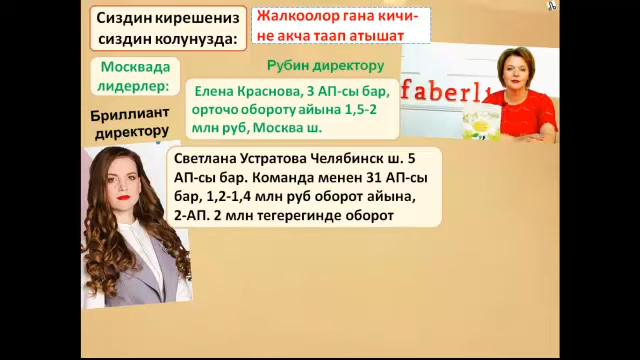 Сиздин кирешениз
сиздин колунузда:
Жалкоолор гана кичи-
не акча таап атышат
Москвада
лидерлер:
Рубин директору
Елена Краснова, 3 АП-сы бар,
орточо обороту айына 1,5-2
млн руб, Москва ш.
faberli
Бриллиант
директору
Светлана Устратова Челябинск ш. 5
АП-сы бар. Команда менен 31 АП-сы
бар, 1,2-1,4 млн руб оборот айына,
2-АП. 2 млн тегерегинде оборот